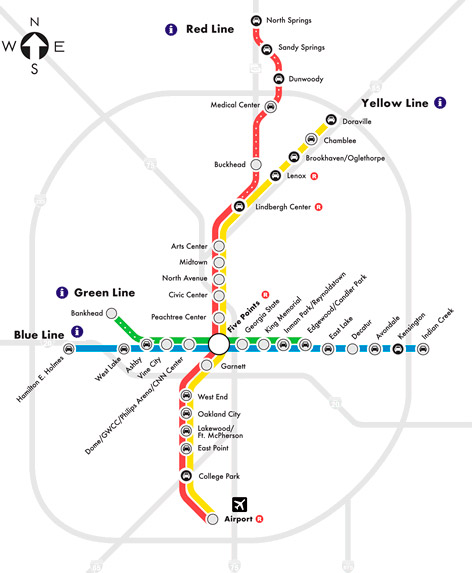 N
W E
S
i Red Line
North Springs
Sandy Springs
Dunwoody
Medical Center
Yellow Line i
Doraville
Chamblee
Brookhaven/Oglethorpe
Buckhead
Lenox R
Lindbergh Center R
Arts Center
Midtown
North Avenue
Civic Center
Peachtree Center
i Green Line
Bankhead
Blue Line i
Hamilton E. Holmes
West Lake
Ashby
Vine City
Dome/GWCC/Philips Arena/CNN Center
Five Points R
Georgia State
King Memorial
Inman Park/Reynoldstown
Edgewood/Candler Park
East Lake
Decatur
Avondale
Kensington
Indian Creek
Garnett
West End
Oakland City
Lakewood/
Ft. McPherson
East Point
College Park
Airport R